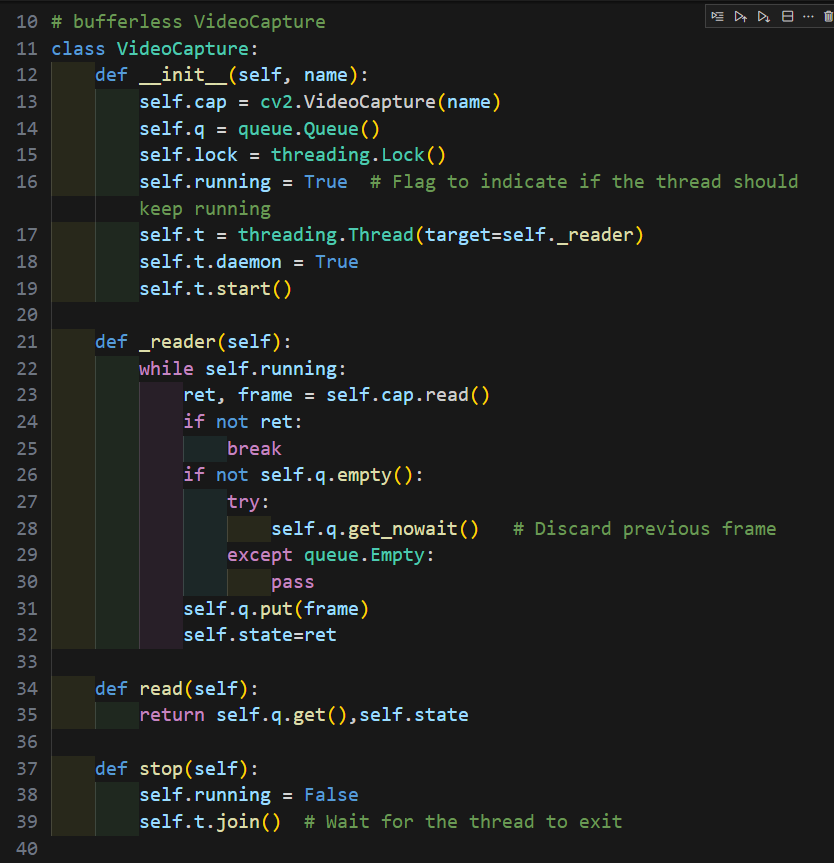 10 # bufferless VideoCapture
11 class VideoCapture:
12     def __init__(self, name):
13         self.cap = cv2.VideoCapture(name)
14         self.q = queue.Queue()
15         self.lock = threading.Lock()
16         self.running = True  # Flag to indicate if the thread should
           keep running
17         self.t = threading.Thread(target=self._reader)
18         self.t.daemon = True
19         self.t.start()
20
21     def _reader(self):
22         while self.running:
23             ret, frame = self.cap.read()
24             if not ret:
25                 break
26             if not self.q.empty():
27                 try:
28                     self.q.get_nowait()   # Discard previous frame
29                 except queue.Empty:
30                     pass
31             self.q.put(frame)
32             self.state=ret
33
34     def read(self):
35         return self.q.get(),self.state
36
37     def stop(self):
38         self.running = False
39         self.t.join()  # Wait for the thread to exit
40